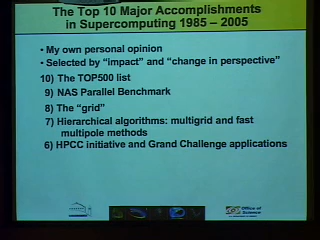 The Top 10 Major Accomplishments
in Supercomputing 1985 – 2005
• My own personal opinion
• Selected by “impact” and “change in perspective”
10) The TOP500 list
9) NAS Parallel Benchmark
8) The “grid”
7) Hierarchical algorithms: multigrid and fast
multipole methods
6) HPCC initiative and Grand Challenge applications
Office of
Science